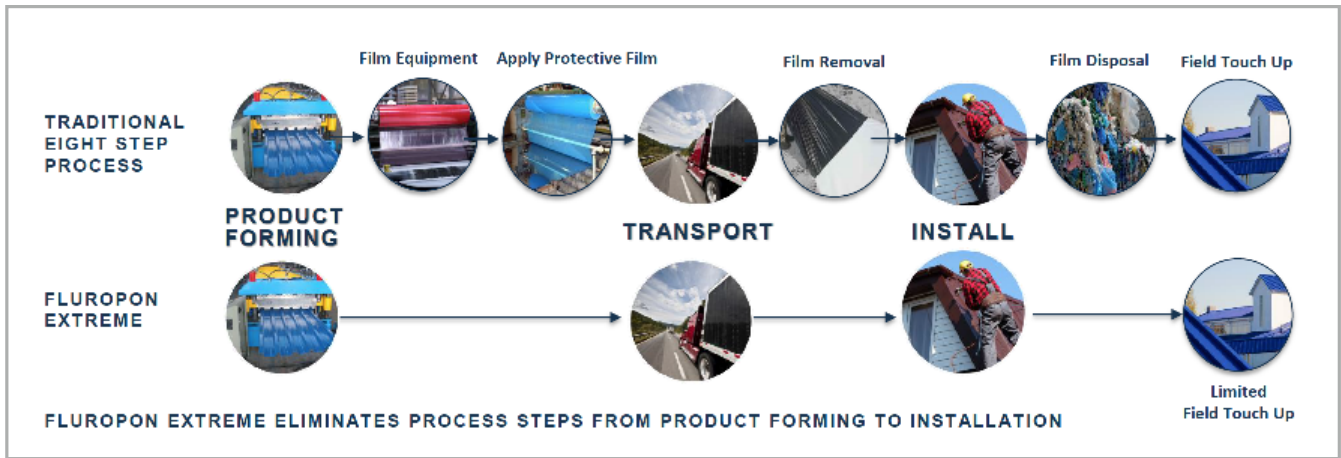 Film Equipment
Apply Protective Film
Film Removal
Film Disposal
Field Touch Up
TRADITIONAL
EIGHT STEP
PROCESS
PRODUCT
FORMING
TRANSPORT
INSTALL
FLUROPON
EXTREME
Limited
Field Touch Up
FLUROPON EXTREME ELIMINATES PROCESS STEPS FROM PRODUCT FORMING TO INSTALLATION